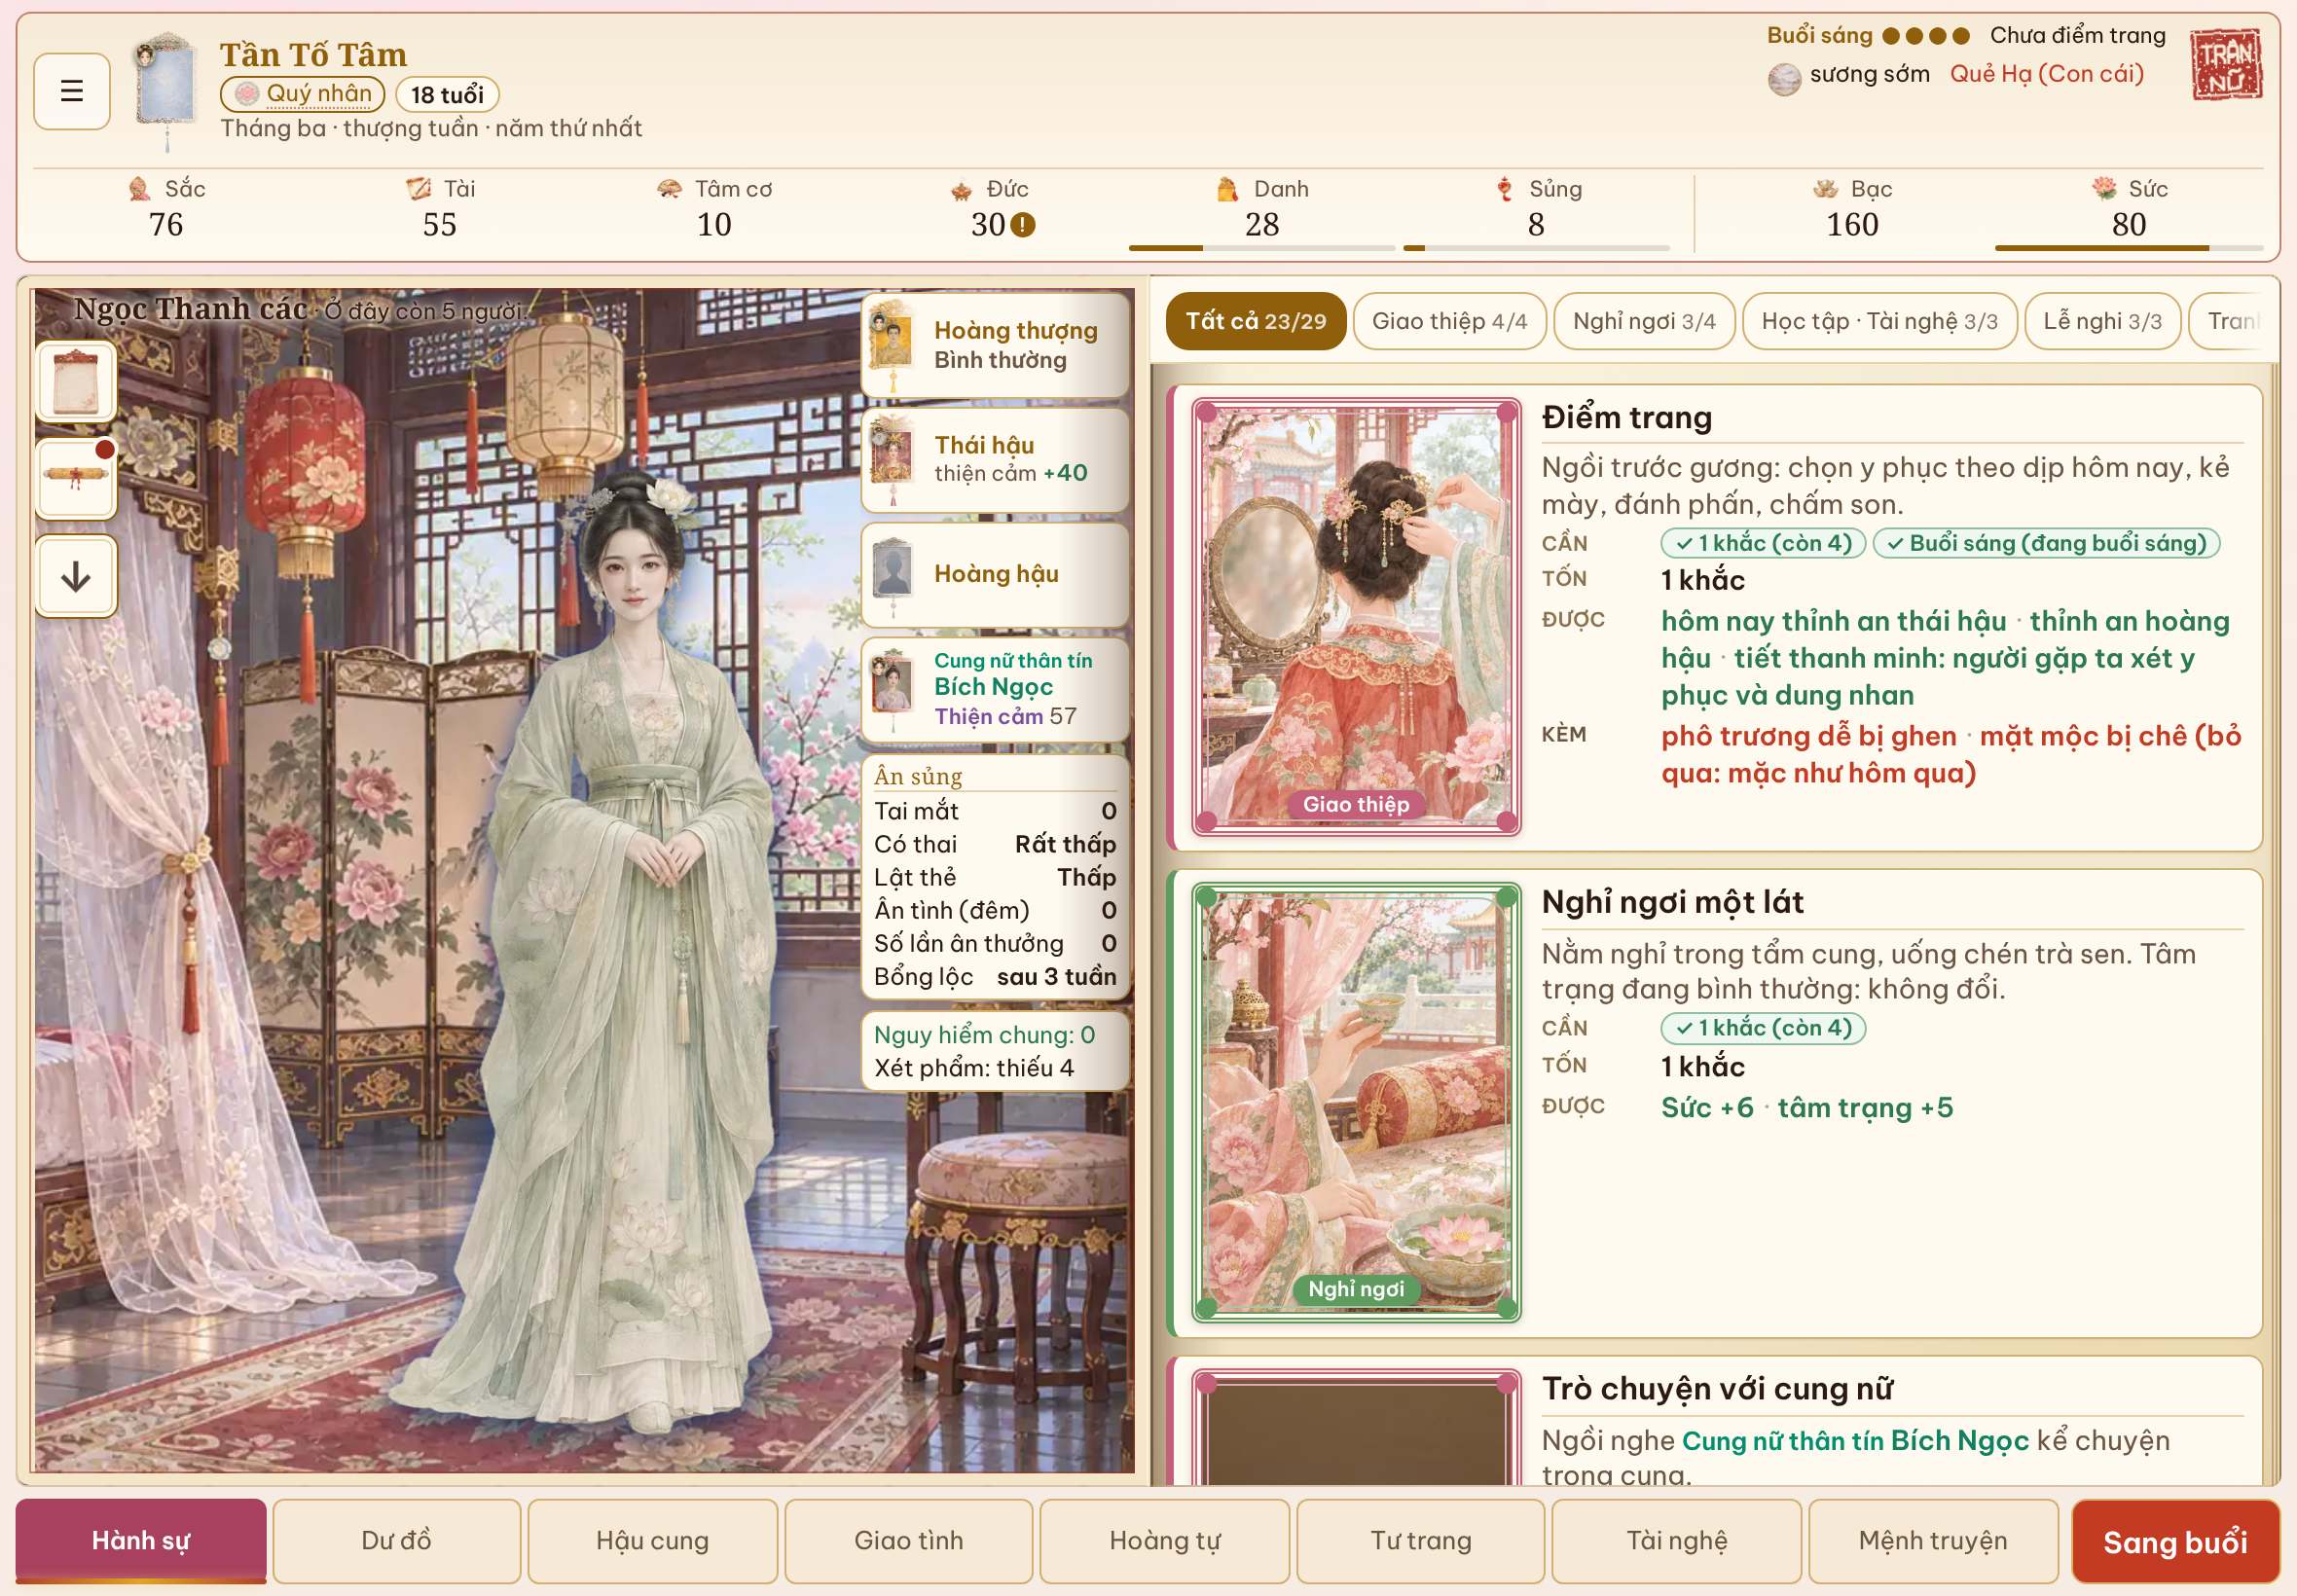 ☰
Tần Tố Tâm
Quý nhân
18 tuổi
Tháng ba · thượng tuần · năm thứ nhất
Buổi sáng
Chưa điểm trang
sương sớm
Quẻ Hạ (Con cái)
TRÂN
NỮ
Sắc
76
Tài
55
Tâm cơ
10
Đức
30 !
Danh
28
Sủng
8
Bạc
160
Sức
80
Ngọc Thanh các · Ở đây còn 5 người.
Hoàng thượng
Bình thường
Thái hậu
thiện cảm +40
Hoàng hậu
Cung nữ thân tín
Bích Ngọc
Thiện cảm 57
Ân sủng
Tai mắt 0
Có thai Rất thấp
Lật thẻ Thấp
Ân tình (đêm) 0
Số lần ân thưởng 0
Bổng lộc sau 3 tuần
Nguy hiểm chung: 0
Xét phẩm: thiếu 4
Tất cả 23/29
Giao thiệp 4/4
Nghỉ ngơi 3/4
Học tập · Tài nghệ 3/3
Lễ nghi 3/3
Tran
Điểm trang
Ngồi trước gương: chọn y phục theo dịp hôm nay, kẻ
mày, đánh phấn, chấm son.
CẦN ✓ 1 khắc (còn 4) ✓ Buổi sáng (đang buổi sáng)
TỐN 1 khắc
ĐƯỢC hôm nay thỉnh an thái hậu · thỉnh an hoàng
hậu · tiết thanh minh: người gặp ta xét y
phục và dung nhan
KÈM phô trương dễ bị ghen · mặt mộc bị chê (bỏ
qua: mặc như hôm qua)
Giao thiệp
Nghỉ ngơi một lát
Nằm nghỉ trong tẩm cung, uống chén trà sen. Tâm
trạng đang bình thường: không đổi.
CẦN ✓ 1 khắc (còn 4)
TỐN 1 khắc
ĐƯỢC Sức +6 · tâm trạng +5
Nghỉ ngơi
Trò chuyện với cung nữ
Ngồi nghe Cung nữ thân tín Bích Ngọc kể chuyện
trong cung.
Hành sự
Dư đồ
Hậu cung
Giao tình
Hoàng tự
Tư trang
Tài nghệ
Mệnh truyện
Sang buổi